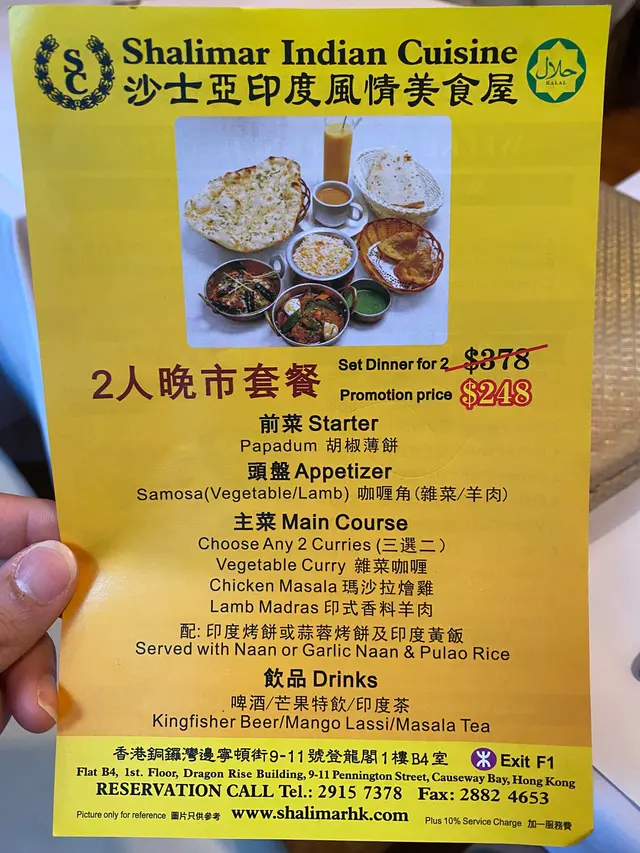 SC
Shalimar Indian Cuisine
沙士亞印度風情美食屋
حلال
HALAL
2人晚市套餐
Set Dinner for 2 $378
Promotion price $248
前菜 Starter
Papadum 胡椒薄餅
頭盤 Appetizer
Samosa(Vegetable/Lamb) 咖喱角(雜菜/羊肉)
主菜 Main Course
Choose Any 2 Curries (三選二)
Vegetable Curry 雜菜咖喱
Chicken Masala 瑪沙拉燴雞
Lamb Madras 印式香料羊肉
配: 印度烤餅或蒜蓉烤餅及印度黃飯
Served with Naan or Garlic Naan & Pulao Rice
飲品 Drinks
啤酒/芒果特飲/印度茶
Kingfisher Beer/Mango Lassi/Masala Tea
香港銅鑼灣邊寧頓街9-11號登龍閣1樓B4室 Exit F1
Flat B4, 1st. Floor, Dragon Rise Building, 9-11 Pennington Street, Causeway Bay, Hong Kong
RESERVATION CALL Tel.: 2915 7378 Fax: 2882 4653
Picture only for reference 圖片只供參考 www.shalimarhk.com Plus 10% Service Charge 加一服務費